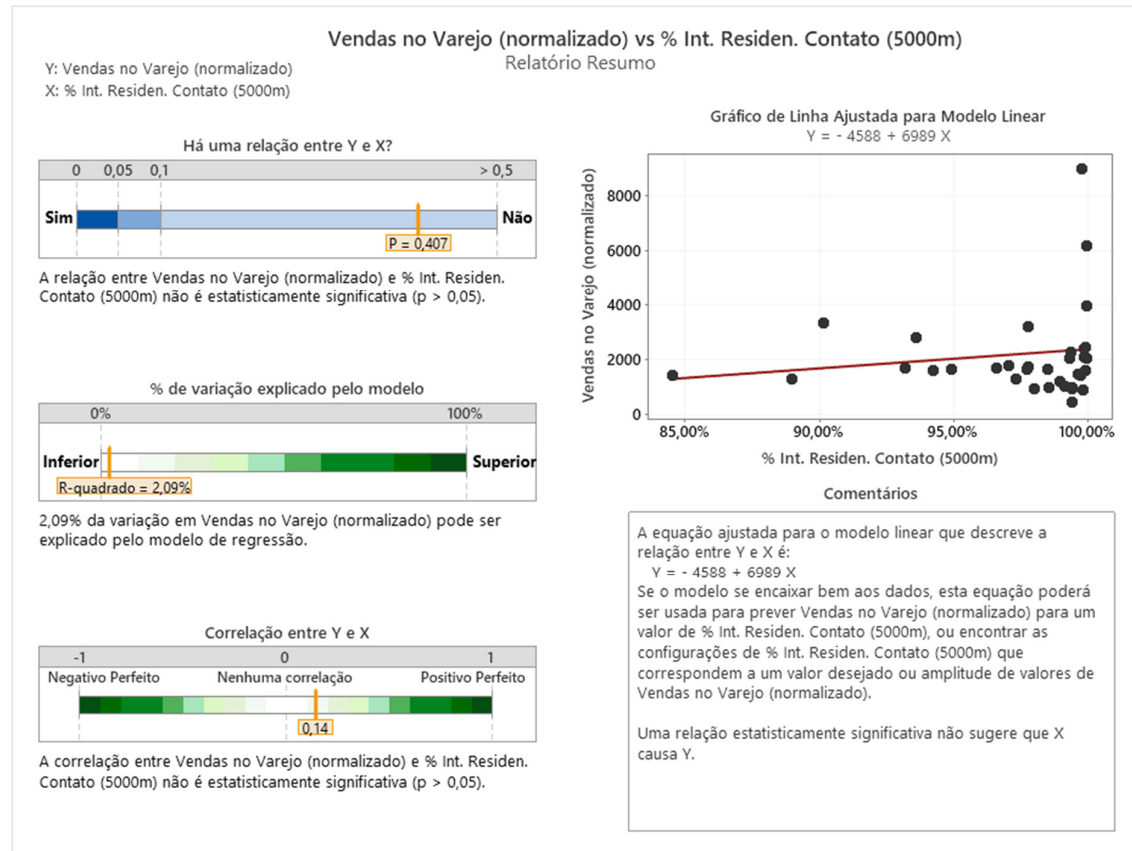 Vendas no Varejo (normalizado) vs % Int. Residen. Contato (5000m)
Relatório Resumo
Y: Vendas no Varejo (normalizado)
X: % Int. Residen. Contato (5000m)
Há uma relação entre Y e X?
0 0,05 0,1 > 0,5
Sim Não
P = 0,407
A relação entre Vendas no Varejo (normalizado) e % Int. Residen.
Contato (5000m) não é estatisticamente significativa (p > 0,05).
% de variação explicado pelo modelo
0% 100%
Inferior Superior
R-quadrado = 2,09%
2,09% da variação em Vendas no Varejo (normalizado) pode ser
explicado pelo modelo de regressão.
Correlação entre Y e X
-1 0 1
Negativo Perfeito Nenhuma correlação Positivo Perfeito
0,14
A correlação entre Vendas no Varejo (normalizado) e % Int. Residen.
Contato (5000m) não é estatisticamente significativa (p > 0,05).
Gráfico de Linha Ajustada para Modelo Linear
Y = - 4588 + 6989 X
Vendas no Varejo (normalizado)
8000
6000
4000
2000
0
85,00% 90,00% 95,00% 100,00%
% Int. Residen. Contato (5000m)
Comentários
A equação ajustada para o modelo linear que descreve a
relação entre Y e X é:
Y = - 4588 + 6989 X
Se o modelo se encaixar bem aos dados, esta equação poderá
ser usada para prever Vendas no Varejo (normalizado) para um
valor de % Int. Residen. Contato (5000m), ou encontrar as
configurações de % Int. Residen. Contato (5000m) que
correspondem a um valor desejado ou amplitude de valores de
Vendas no Varejo (normalizado).
Uma relação estatisticamente significativa não sugere que X
causa Y.